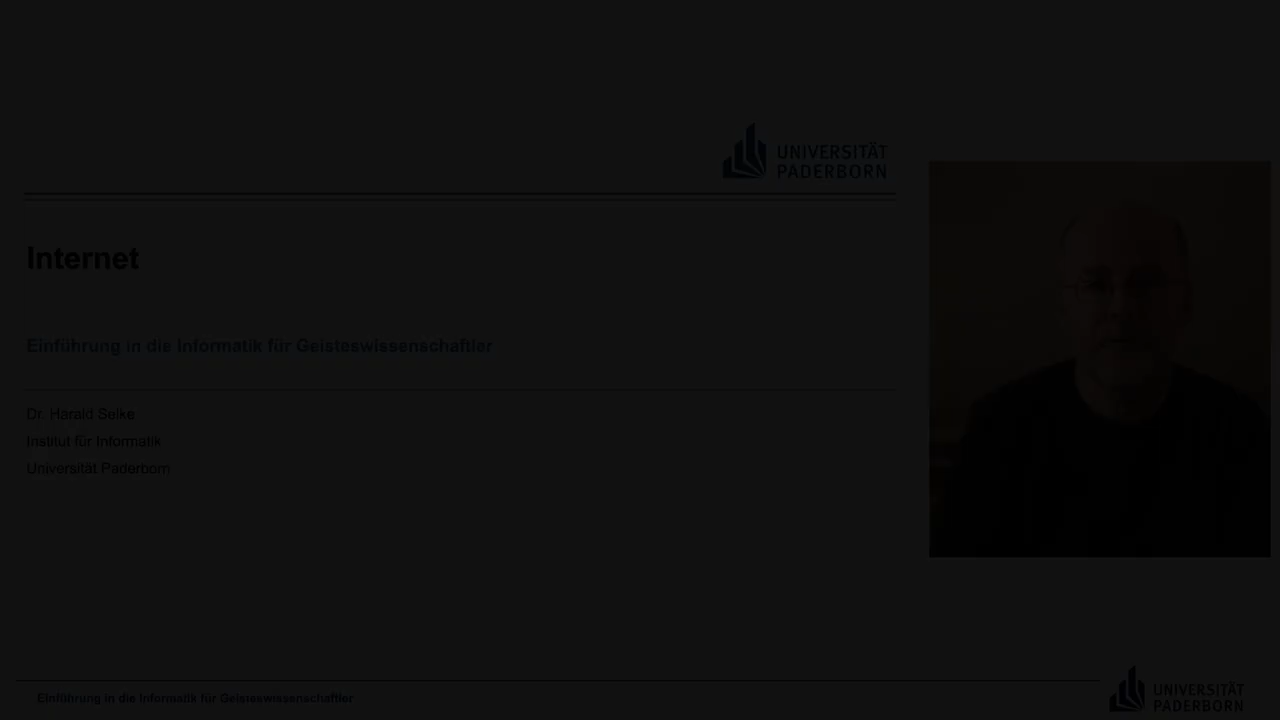 UNIVERSITÄT
PADERBORN
Internet
Einführung in die Informatik für Geisteswissenschaftler
Dr. Harald Selke
Institut für Informatik
Universität Paderborn
Einführung in die Informatik für Geisteswissenschaftler
UNIVERSITÄT
PADERBORN